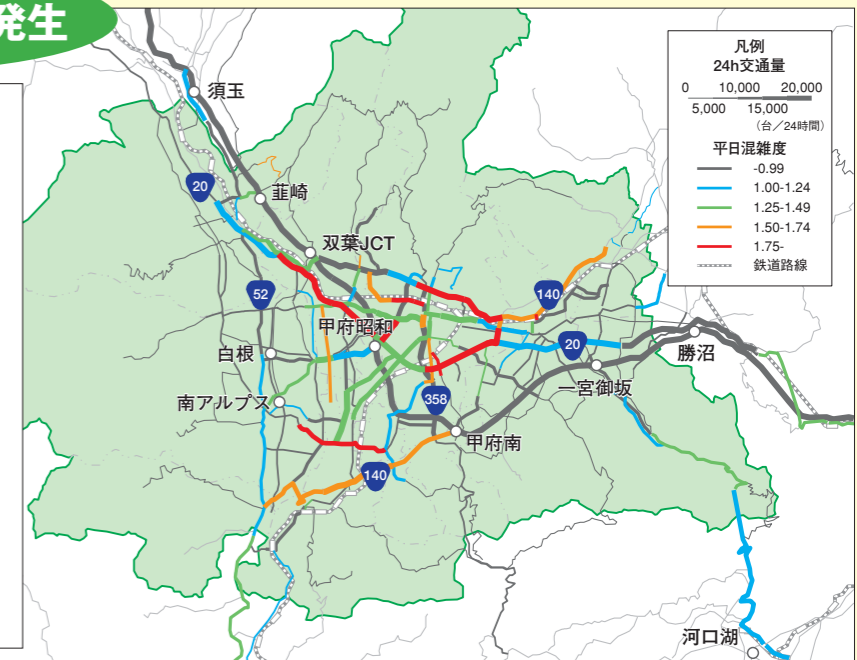 発生
凡例
24h交通量
0 10,000 20,000
5,000 15,000
（台／24時間）
平日混雑度
-0.99
1.00-1.24
1.25-1.49
1.50-1.74
1.75-
鉄道路線
須玉
20
韮崎
双葉JCT
52
140
甲府昭和
20
白根
勝沼
一宮御坂
南アルプス
358
甲府南
140
河口湖